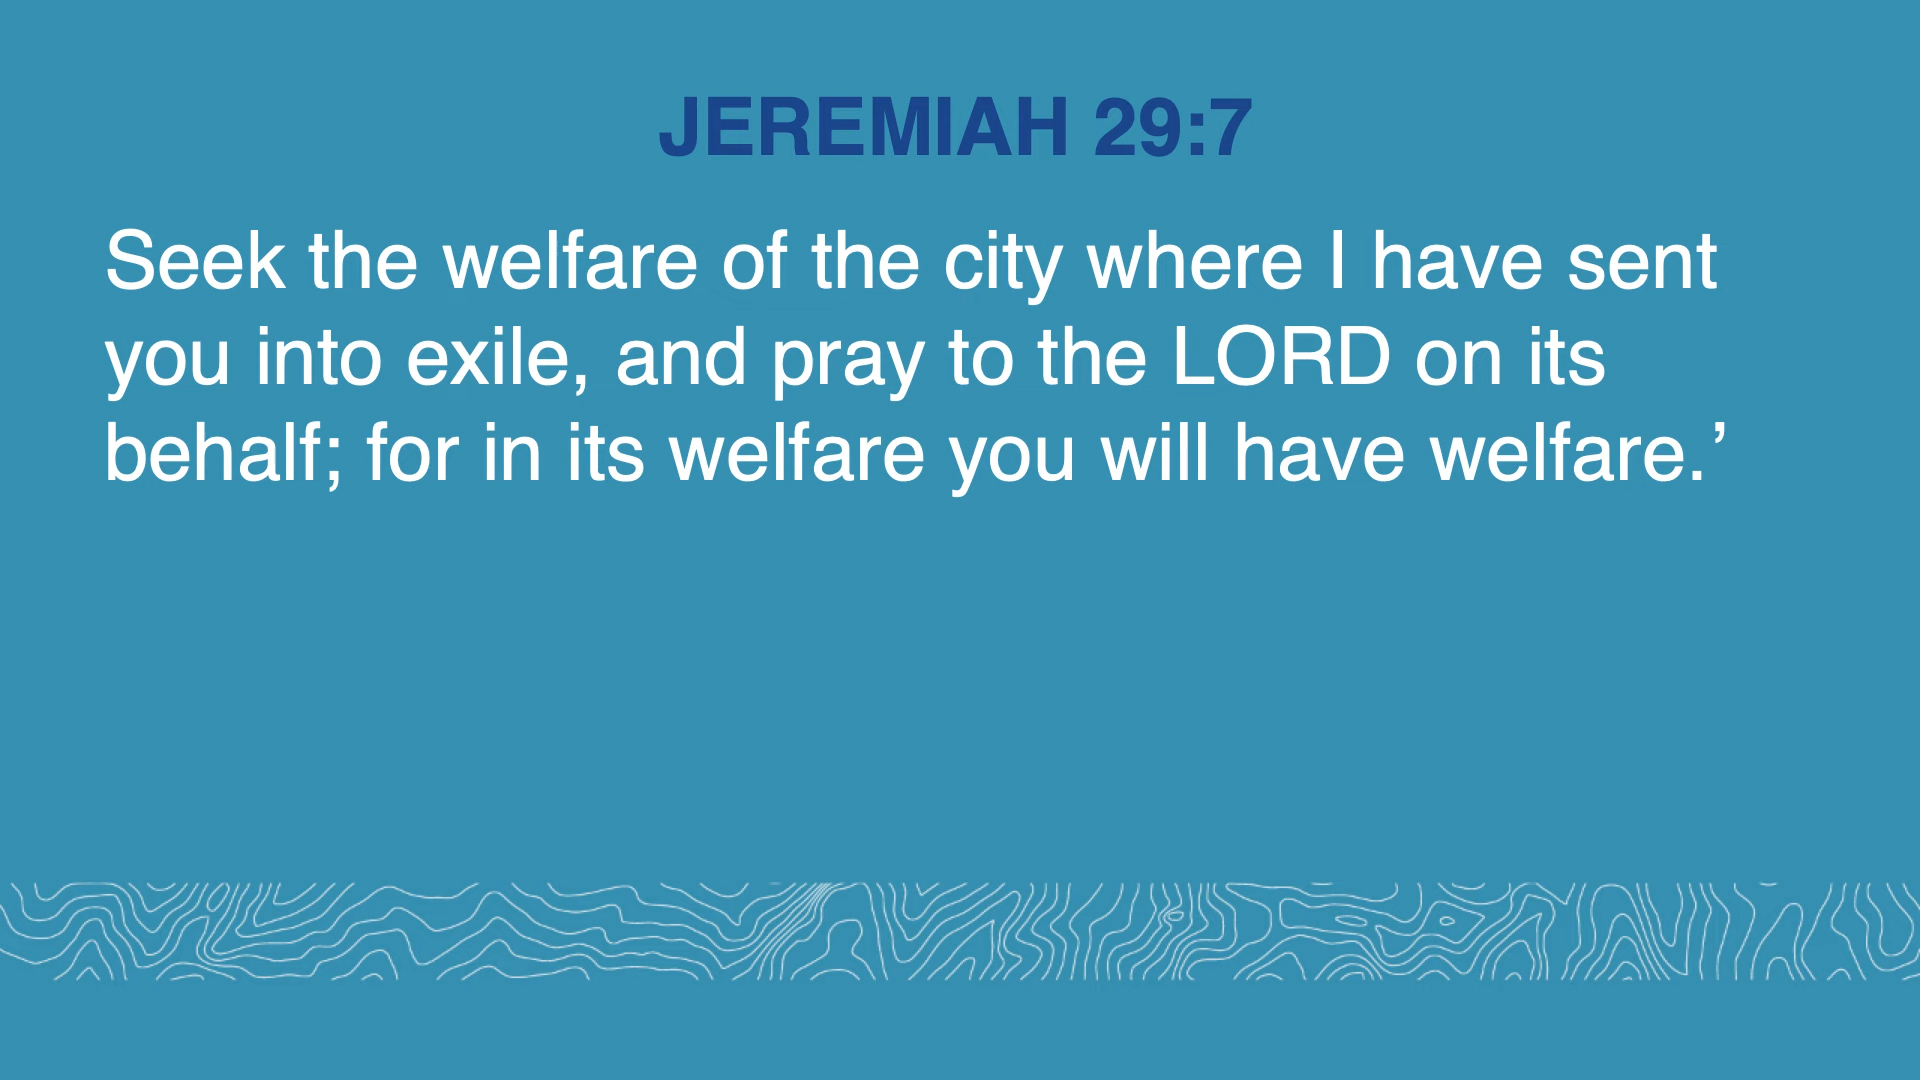 JEREMIAH 29:7
Seek the welfare of the city where I have sent
you into exile, and pray to the LORD on its
behalf; for in its welfare you will have welfare.’